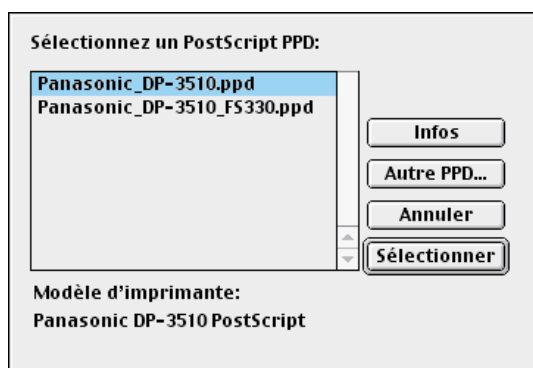 Sélectionnez un PostScript PPD:
Panasonic_DP-3510.ppd
Panasonic_DP-3510_FS330.ppd
Infos
Autre PPD...
Annuler
Sélectionner
Modèle d'imprimante:
Panasonic DP-3510 PostScript